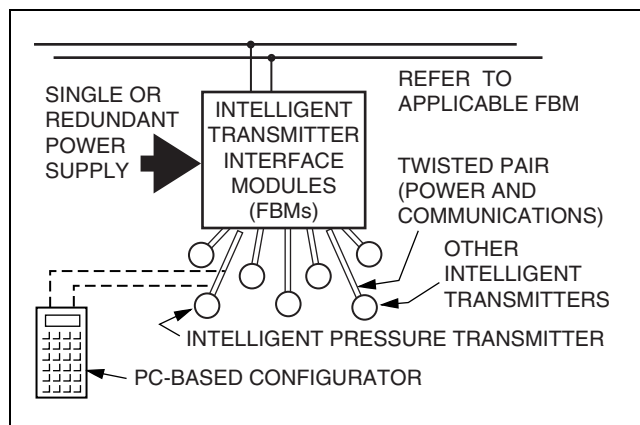 SINGLE OR
REDUNDANT
POWER
SUPPLY
INTELLIGENT
TRANSMITTER
INTERFACE
MODULES
(FBMs)
REFER TO
APPLICABLE FBM
TWISTED PAIR
(POWER AND
COMMUNICATIONS)
OTHER
INTELLIGENT
TRANSMITTERS
INTELLIGENT PRESSURE TRANSMITTER
PC-BASED CONFIGURATOR